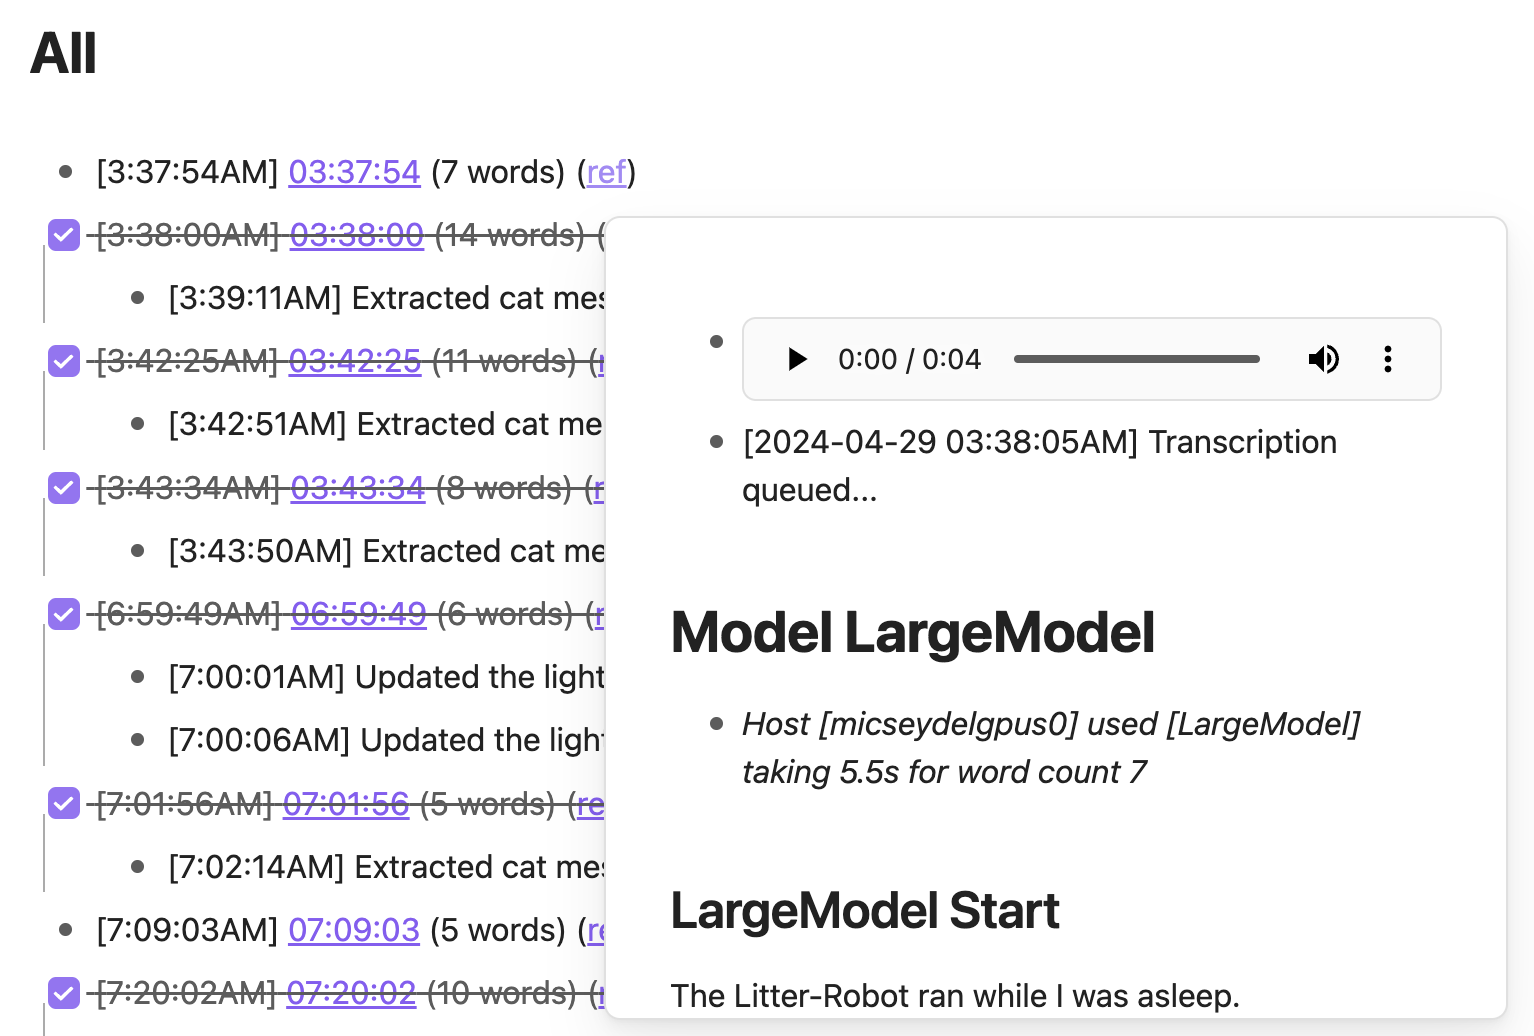 All
[3:37:54AM] 03:37:54 (7 words) (ref)
[3:38:00AM] 03:38:00 (14 words) (
[3:39:11AM] Extracted cat mes
[3:42:25AM] 03:42:25 (11 words) (r
[3:42:51AM] Extracted cat me
[3:43:34AM] 03:43:34 (8 words) (r
[3:43:50AM] Extracted cat me
[6:59:49AM] 06:59:49 (6 words) (r
[7:00:01AM] Updated the light
[7:00:06AM] Updated the light
[7:01:56AM] 07:01:56 (5 words) (re
[7:02:14AM] Extracted cat mes
[7:09:03AM] 07:09:03 (5 words) (re
[7:20:02AM] 07:20:02 (10 words) (r
0:00 / 0:04
[2024-04-29 03:38:05AM] Transcription
queued...
Model LargeModel
Host [micseydelgpus0] used [LargeModel]
taking 5.5s for word count 7
LargeModel Start
The Litter-Robot ran while I was asleep.